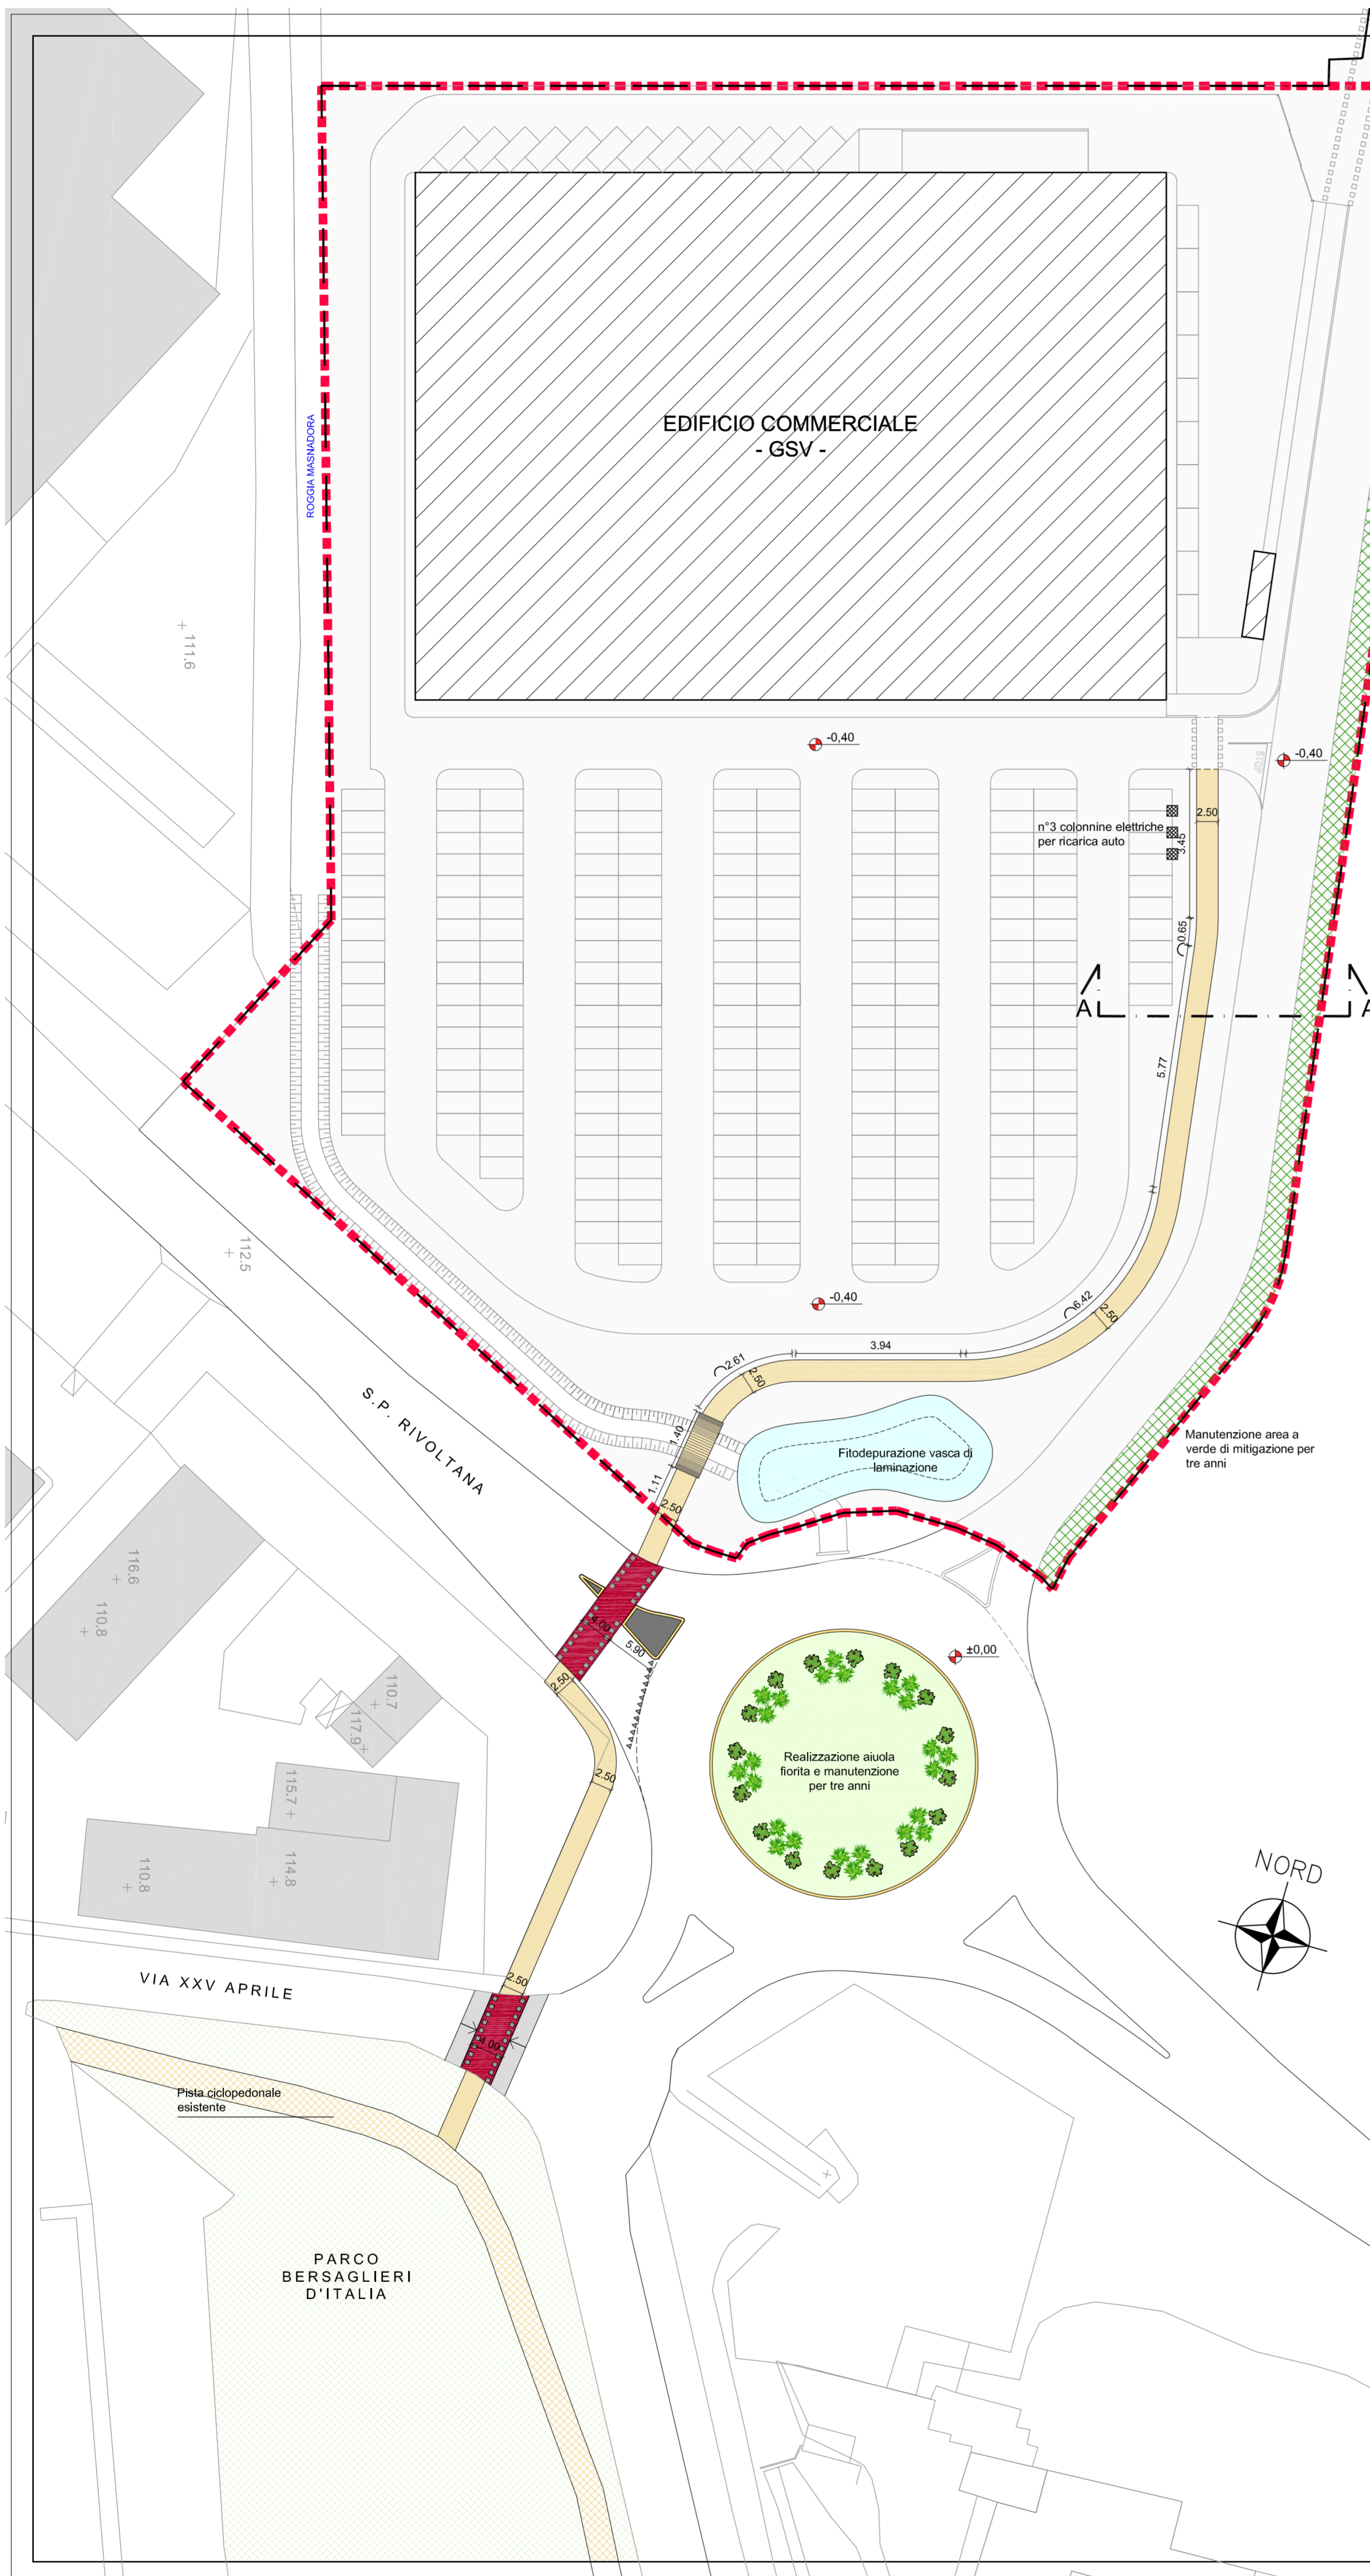 EDIFICIO COMMERCIALE
- GSV -
ROGGIA MASNADORA
111.6
-0,40
-0,40
STOP
n°3 colonnine elettriche
per ricarica auto
2.50
3.45
0.65
A
A
5.77
112.5
-0,40
6.42
2.50
3.94
2.61
2.50
1.40
1.11
2.50
S.P. RIVOLTANA
Fitodepurazione vasca di
laminazione
Manutenzione area a
verde di mitigazione per
tre anni
116.6
110.8
4.00
5.90
2.50
±0,00
110.7
117.9
2.50
115.7
Realizzazione aiuola
fiorita e manutenzione
per tre anni
110.8
114.8
NORD
2.50
VIA XXV APRILE
4.00
Pista ciclopedonale
esistente
PARCO
BERSAGLIERI
D'ITALIA